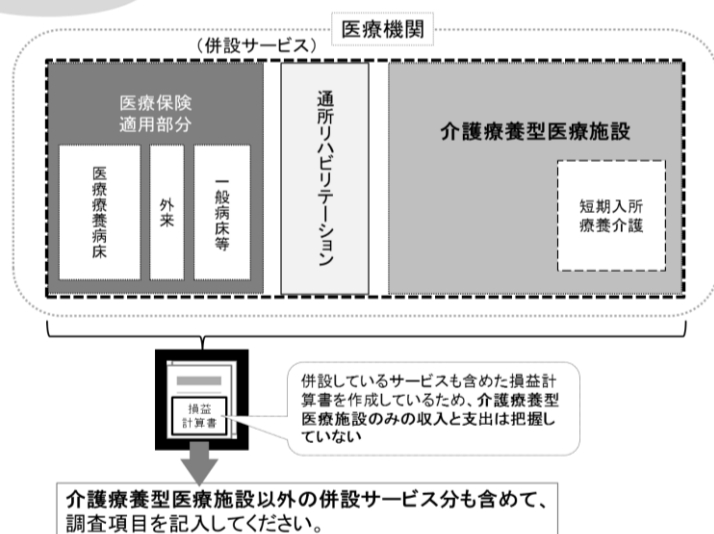 医療機関
（併設サービス）
医療保険
適用部分
医療療養病床
外来
一般病床等
通所リハビリテーション
介護療養型医療施設
短期入所
療養介護
損益
計算書
併設しているサービスも含めた損益計
算書を作成しているため、介護療養型
医療施設のみの収入と支出は把握し
ていない
介護療養型医療施設以外の併設サービス分も含めて、
調査項目を記入してください。